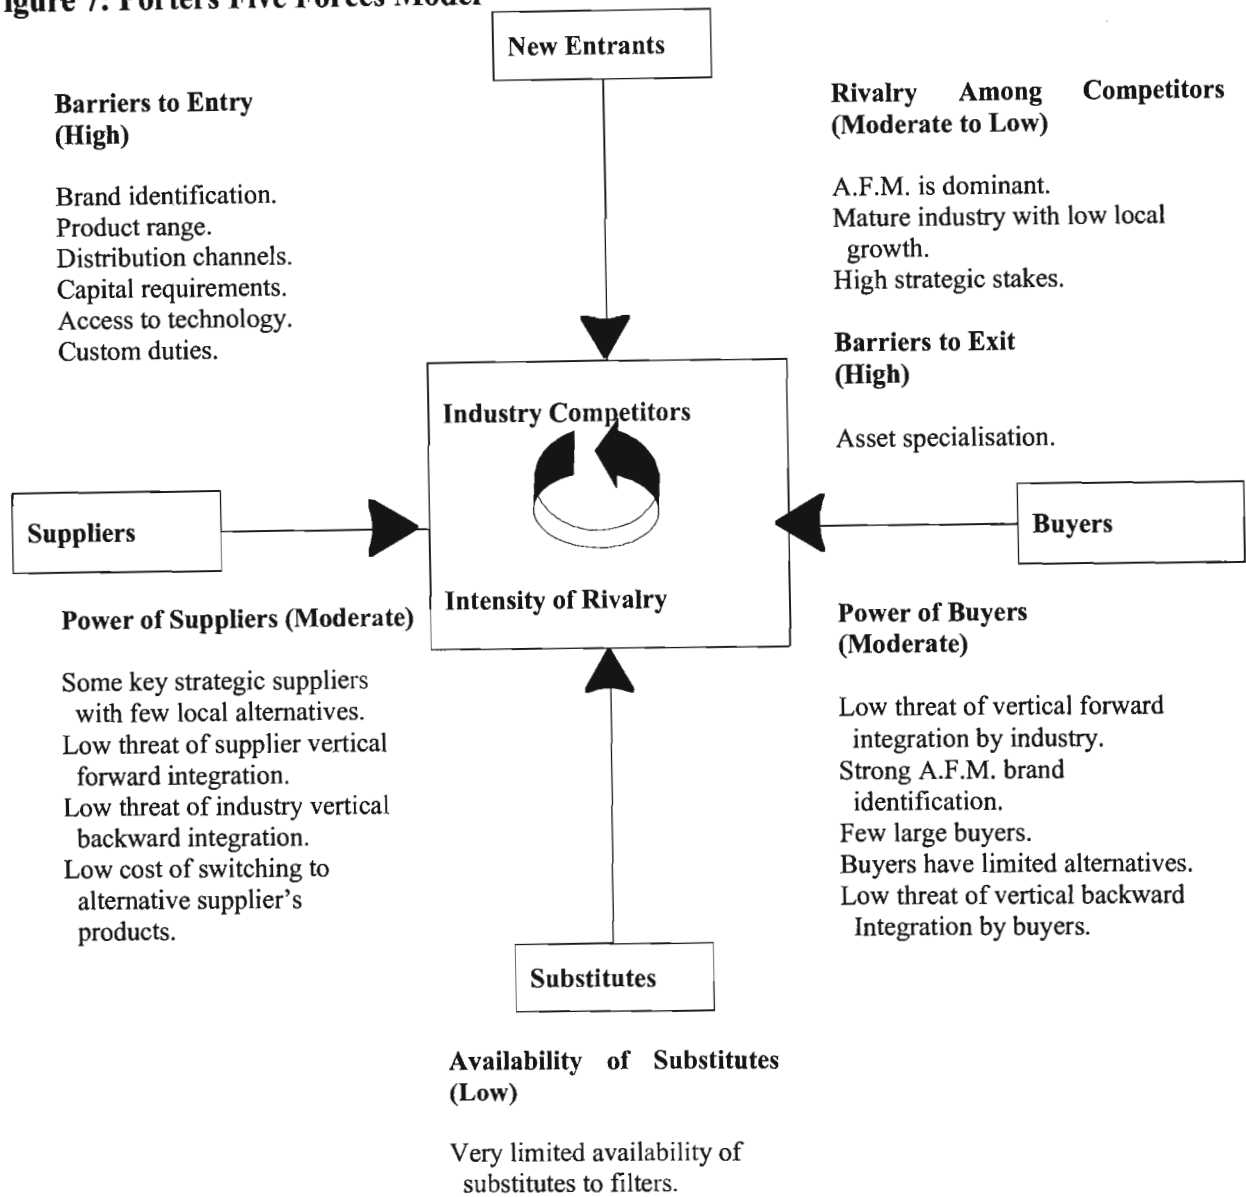 igure 7: Porters Five Forces Model
New Entrants
Barriers to Entry
(High)
Brand identification.
Product range.
Distribution channels.
Capital requirements.
Access to technology.
Custom duties.
Rivalry Among Competitors
(Moderate to Low)
A.F.M. is dominant.
Mature industry with low local
growth.
High strategic stakes.
Barriers to Exit
(High)
Asset specialisation.
Industry Competitors
Intensity of Rivalry
Suppliers
Buyers
Power of Suppliers (Moderate)
Some key strategic suppliers
with few local alternatives.
Low threat of supplier vertical
forward integration.
Low threat of industry vertical
backward integration.
Low cost of switching to
alternative supplier's
products.
Power of Buyers
(Moderate)
Low threat of vertical forward
integration by industry.
Strong A.F.M. brand
identification.
Few large buyers.
Buyers have limited alternatives.
Low threat of vertical backward
Integration by buyers.
Substitutes
Availability of Substitutes
(Low)
Very limited availability of
substitutes to filters.